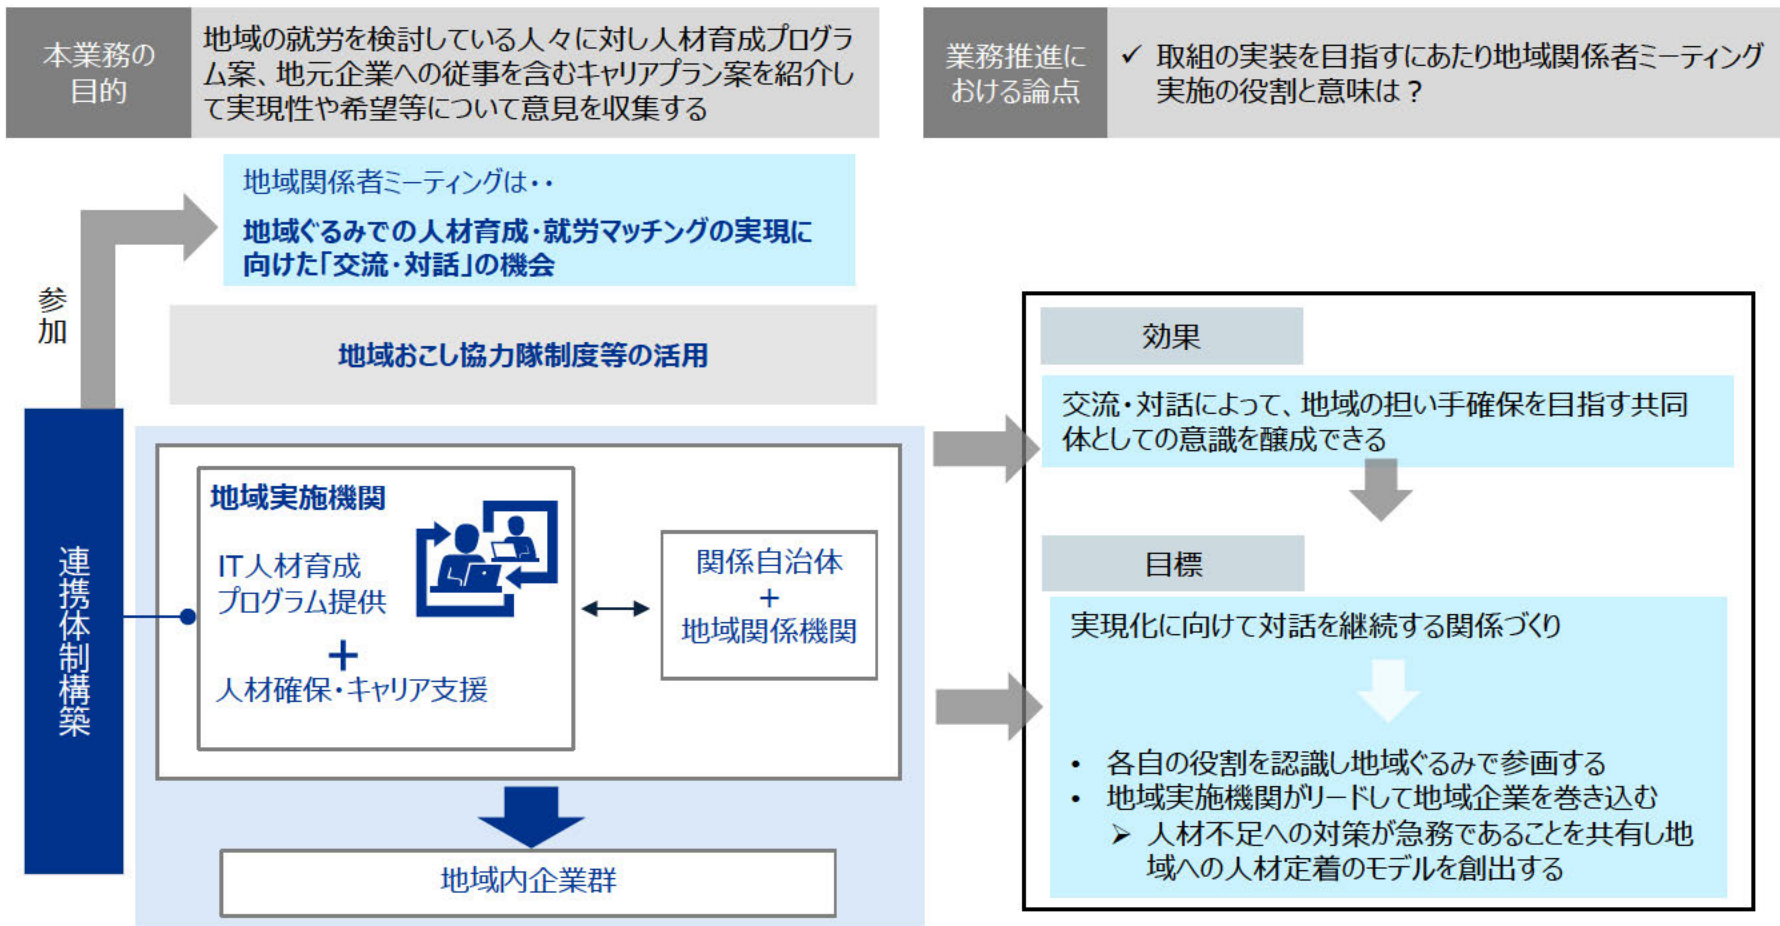 本業務の
目的
地域の就労を検討している人々に対し人材育成プログラ
ム案、地元企業への従事を含むキャリアプラン案を紹介し
て実現性や希望等について意見を収集する
業務推進に
おける論点
✓ 取組の実装を目指すにあたり地域関係者ミーティング
実施の役割と意味は？
地域関係者ミーティングは・・
地域ぐるみでの人材育成・就労マッチングの実現に
向けた「交流・対話」の機会
参加
地域おこし協力隊制度等の活用
連携体制構築
地域実施機関
IT人材育成
プログラム提供
＋
人材確保・キャリア支援
関係自治体
＋
地域関係機関
地域内企業群
効果
交流・対話によって、地域の担い手確保を目指す共同
体としての意識を醸成できる
目標
実現化に向けて対話を継続する関係づくり
• 各自の役割を認識し地域ぐるみで参画する
• 地域実施機関がリードして地域企業を巻き込む
➢ 人材不足への対策が急務であることを共有し地
域への人材定着のモデルを創出する